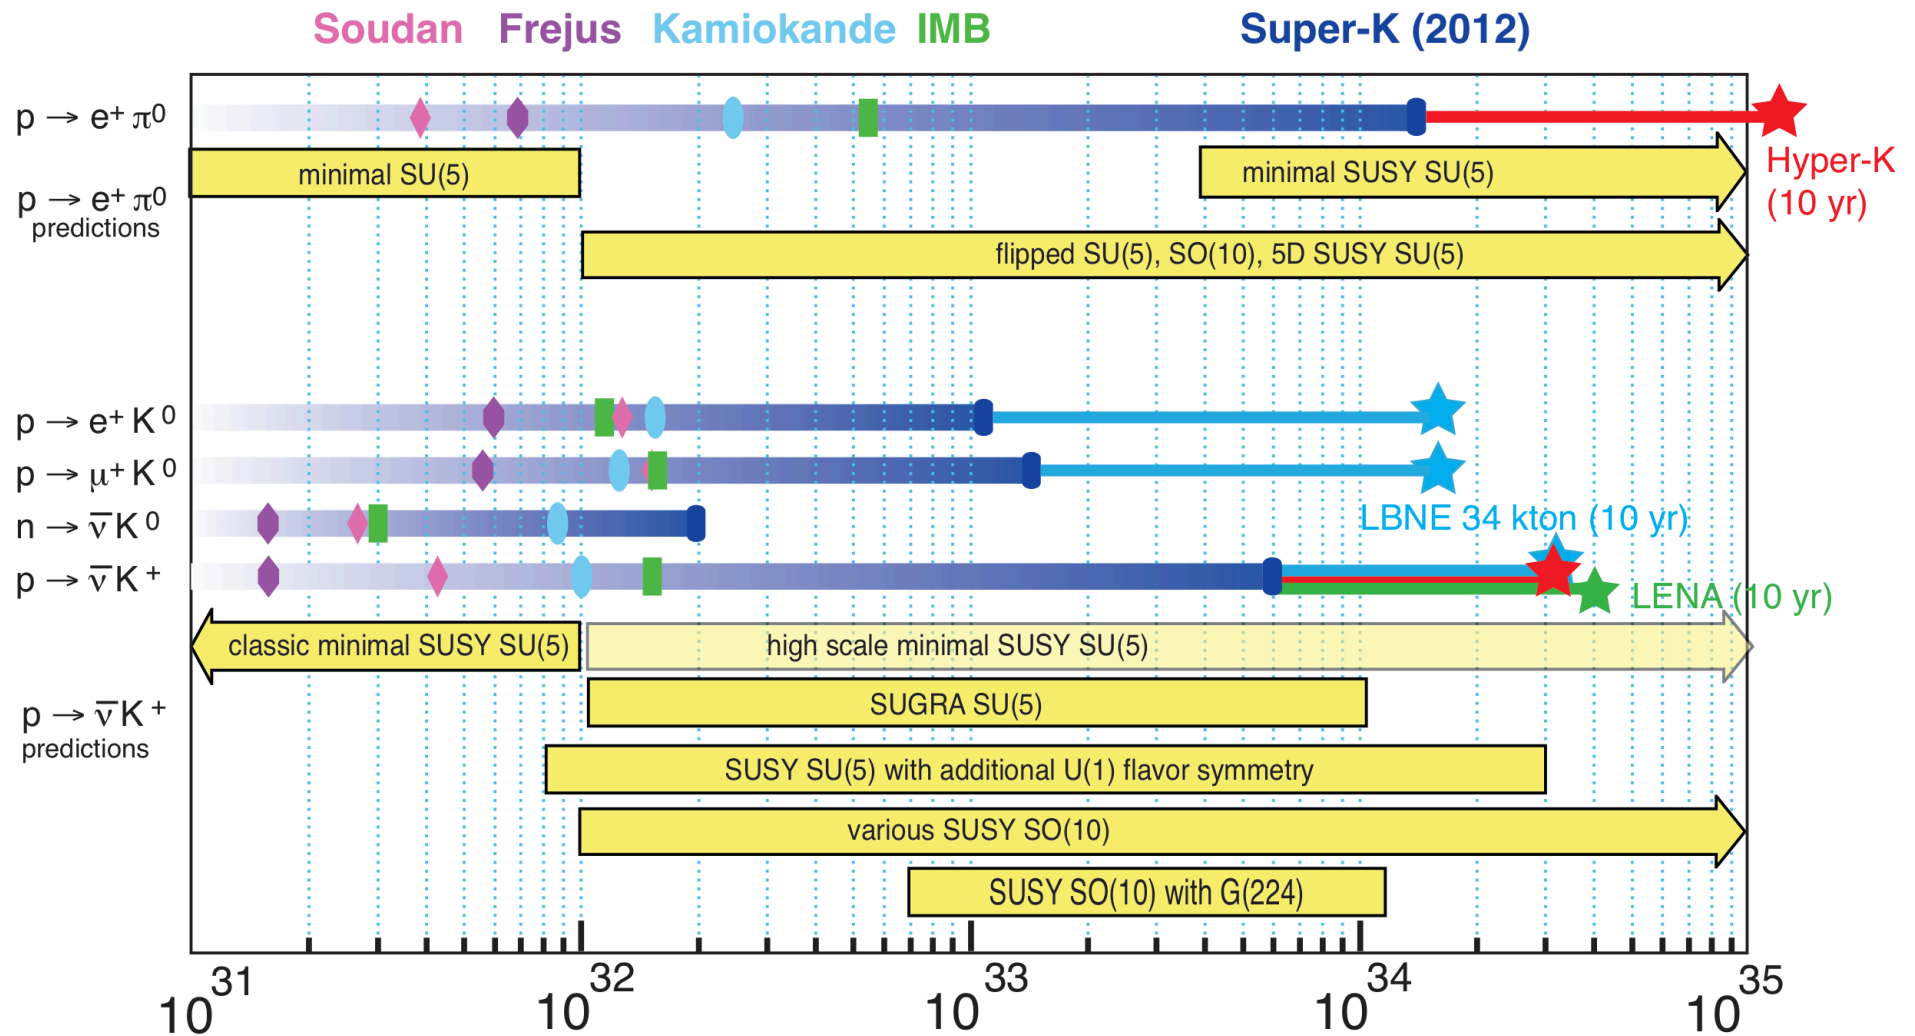 Soudan Frejus Kamiokande IMB Super-K (2012)
p → e⁺ π⁰
minimal SU(5)
minimal SUSY SU(5)
Hyper-K
(10 yr)
p → e⁺ π⁰
predictions
flipped SU(5), SO(10), 5D SUSY SU(5)
p → e⁺ K⁰
p → μ⁺ K⁰
n → ν̅ K⁰
LBNE 34 kton (10 yr)
p → ν̅ K⁺
LENA (10 yr)
classic minimal SUSY SU(5)
high scale minimal SUSY SU(5)
p → ν̅ K⁺
predictions
SUGRA SU(5)
SUSY SU(5) with additional U(1) flavor symmetry
various SUSY SO(10)
SUSY SO(10) with G(224)
10³¹ 10³² 10³³ 10³⁴ 10³⁵